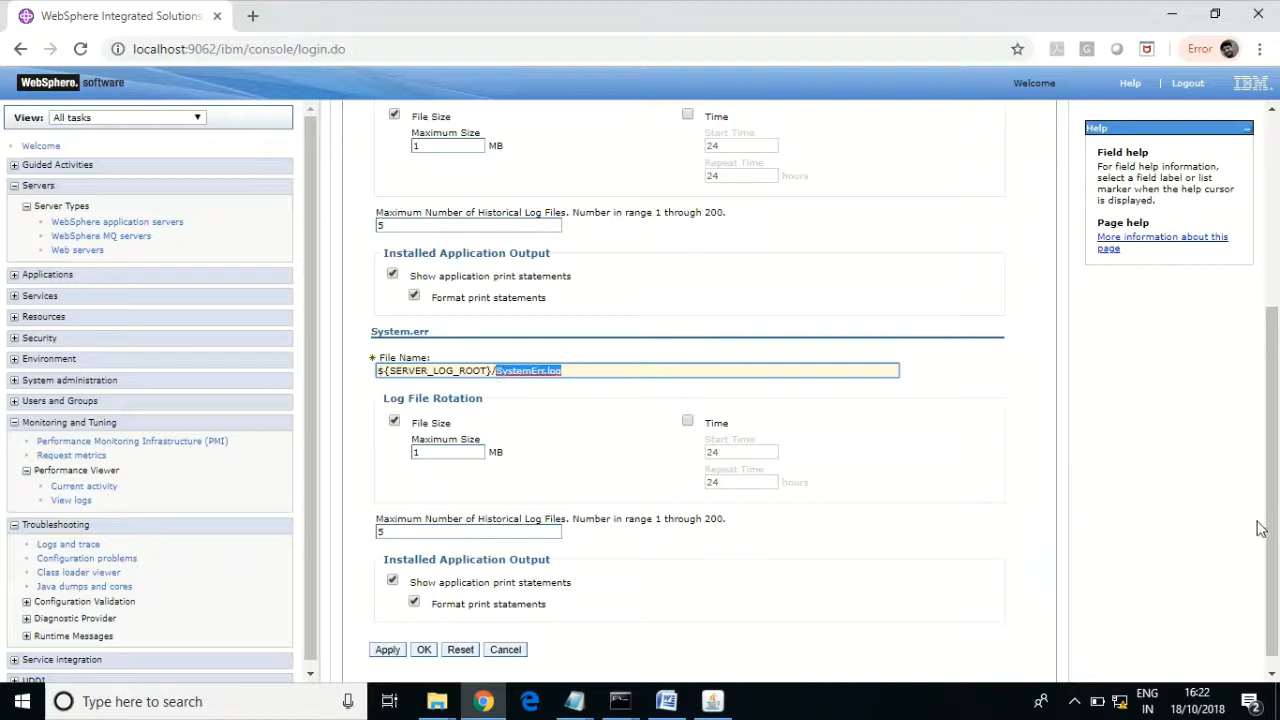 WebSphere Integrated Solutions
localhost:9062/ibm/console/login.do
Error
WebSphere. software
Welcome
Help
Logout
IBM.
View:
All tasks
Welcome
Guided Activities
Servers
Server Types
WebSphere application servers
WebSphere MQ servers
Web servers
Applications
Services
Resources
Security
Environment
System administration
Users and Groups
Monitoring and Tuning
Performance Monitoring Infrastructure (PMI)
Request metrics
Performance Viewer
Current activity
View logs
Troubleshooting
Logs and trace
Configuration problems
Class loader viewer
Java dumps and cores
Configuration Validation
Diagnostic Provider
Runtime Messages
Service integration
UDDI
File Size
Maximum Size
1 MB
Time
Start Time
24
Repeat Time
24 hours
Maximum Number of Historical Log Files. Number in range 1 through 200.
5
Installed Application Output
Show application print statements
Format print statements
System.err
File Name:
${SERVER_LOG_ROOT}/SystemErr.log
Log File Rotation
File Size
Maximum Size
1 MB
Time
Start Time
24
Repeat Time
24 hours
Maximum Number of Historical Log Files. Number in range 1 through 200.
5
Installed Application Output
Show application print statements
Format print statements
Apply
OK
Reset
Cancel
Help
Field help
For field help information,
select a field label or list
marker when the help cursor
is displayed.
Page help
More information about this
page
Type here to search
ENG
IN
16:22
18/10/2018
2